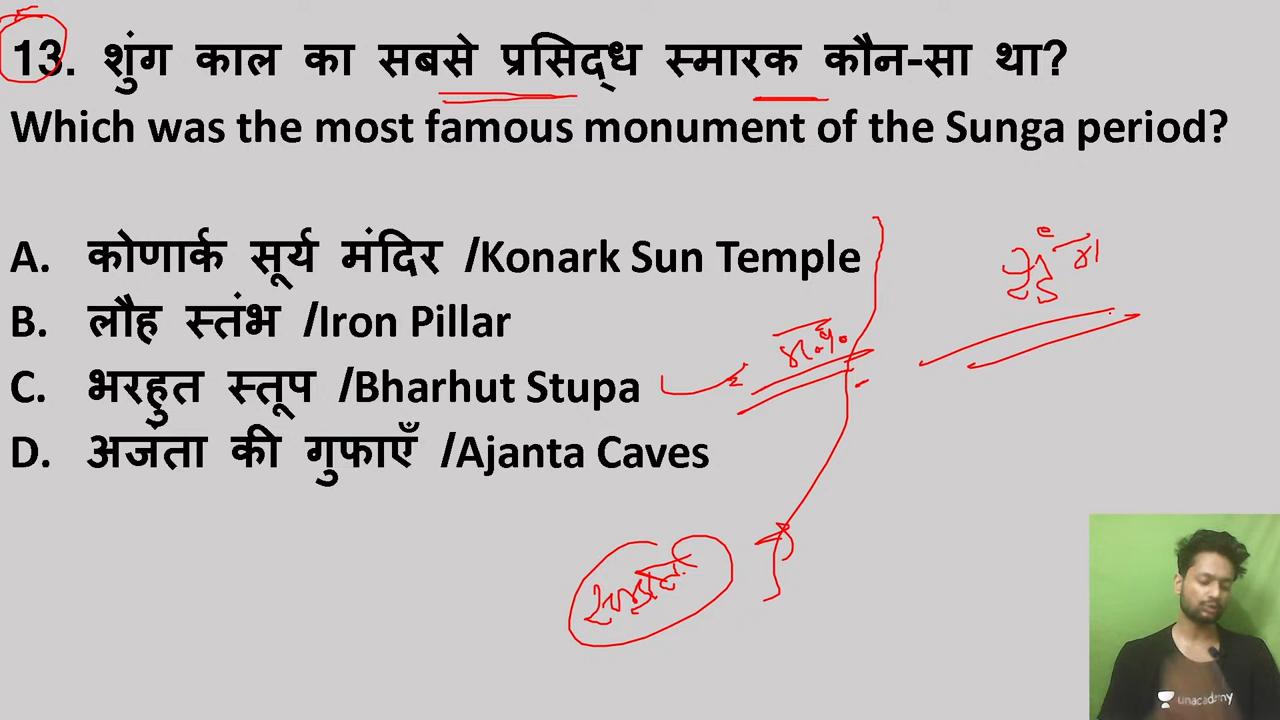 13. शुंग काल का सबसे प्रसिद्ध स्मारक कौन-सा था?
Which was the most famous monument of the Sunga period?
A. कोणार्क सूर्य मंदिर /Konark Sun Temple
B. लौह स्तंभ /Iron Pillar
म.प्र.
C. भरहुत स्तूप /Bharhut Stupa
D. अजंता की गुफाएँ /Ajanta Caves
unacademy